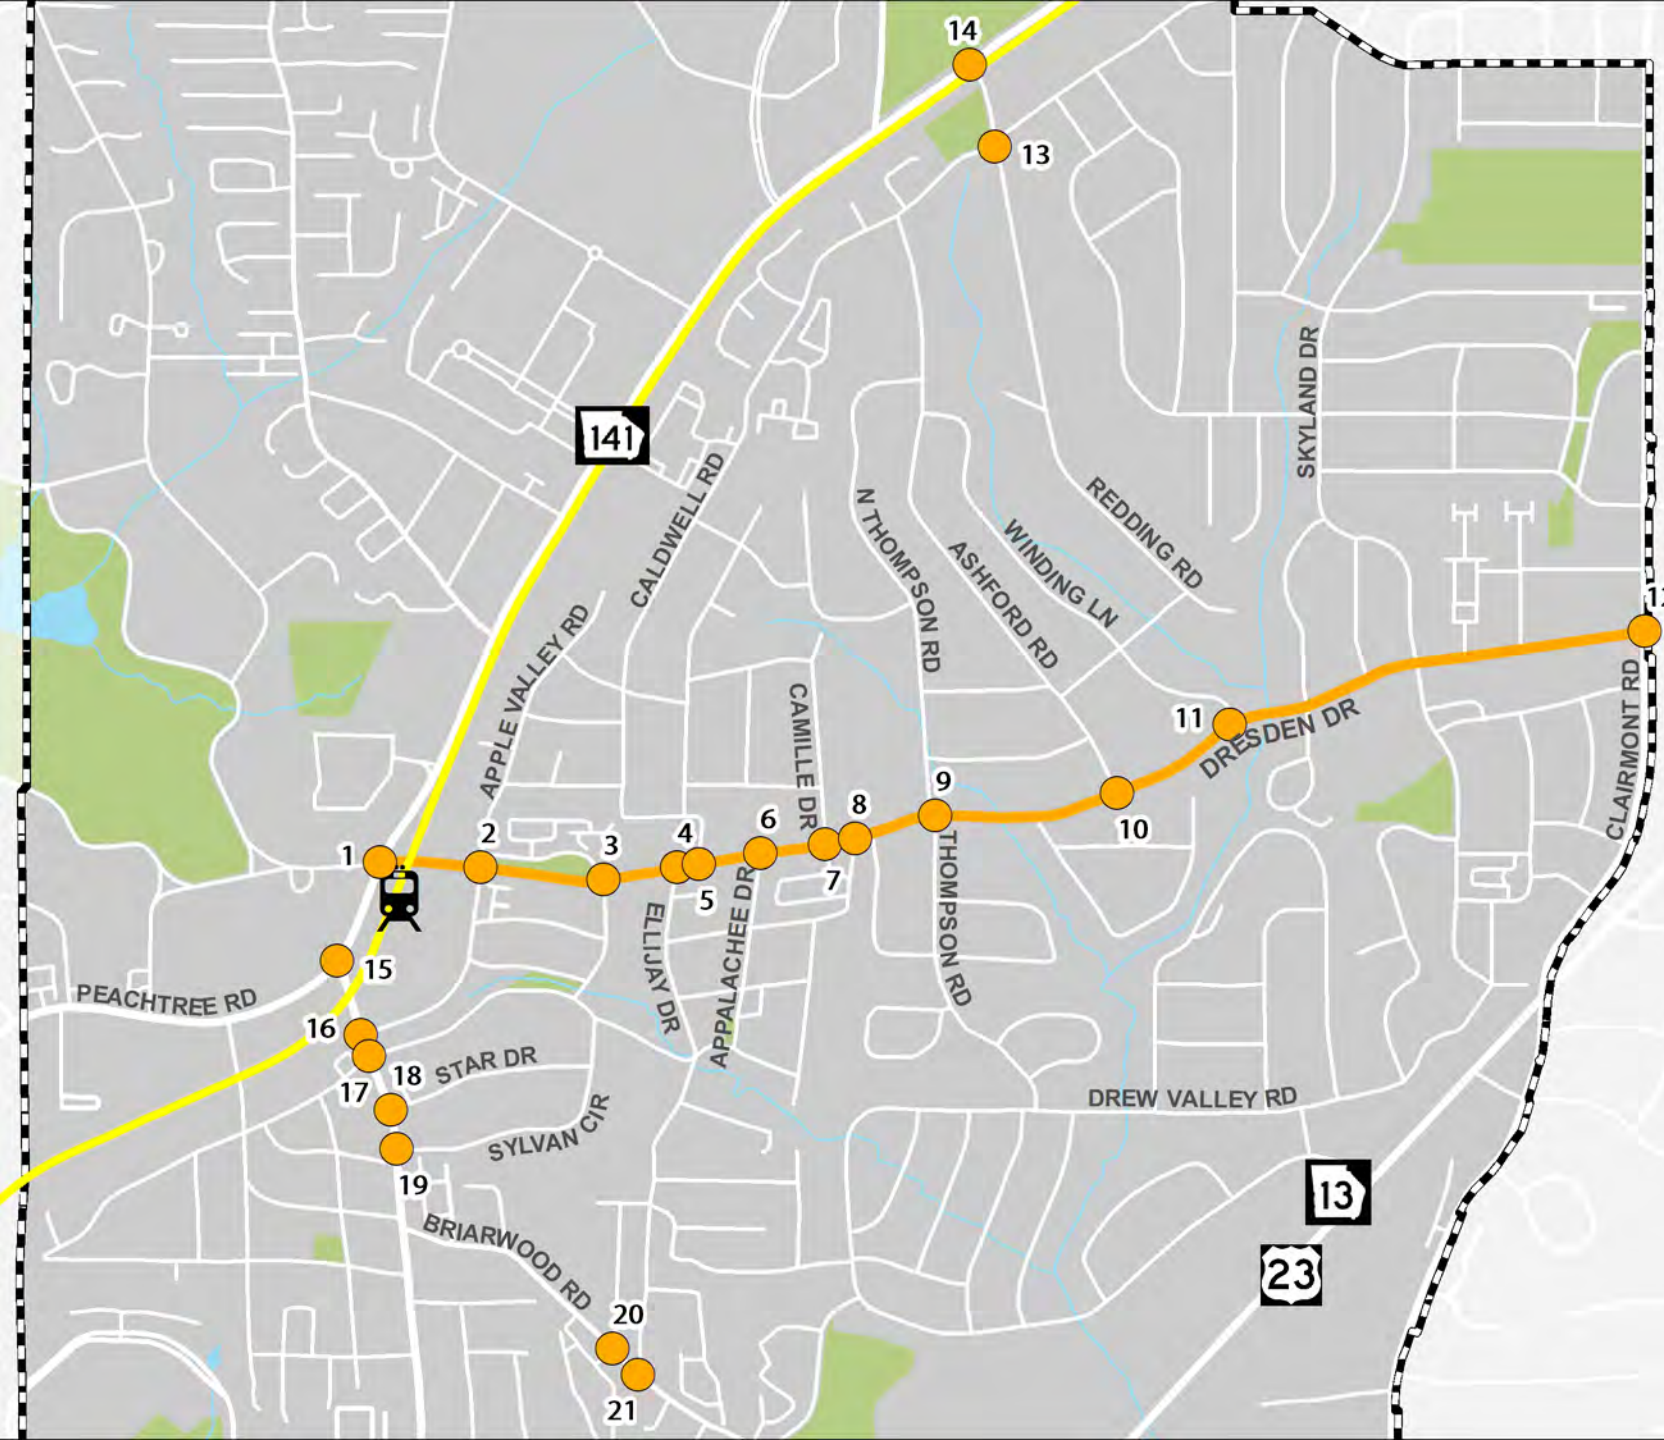 14
13
141
SKYLAND DR
CALDWELL RD
N THOMPSON RD
REDDING RD
WINDING LN
ASHFORD RD
APPLE VALLEY RD
CAMILLE DR
11
DRESDEN DR
CLAIRMONT RD
1
2
3
4
5
6
7
8
9
10
THOMPSON RD
ELLIJAY DR
APPALACHEE DR
15
PEACHTREE RD
16
17
18
STAR DR
SYLVAN CIR
19
DREW VALLEY RD
13
23
BRIARWOOD RD
20
21